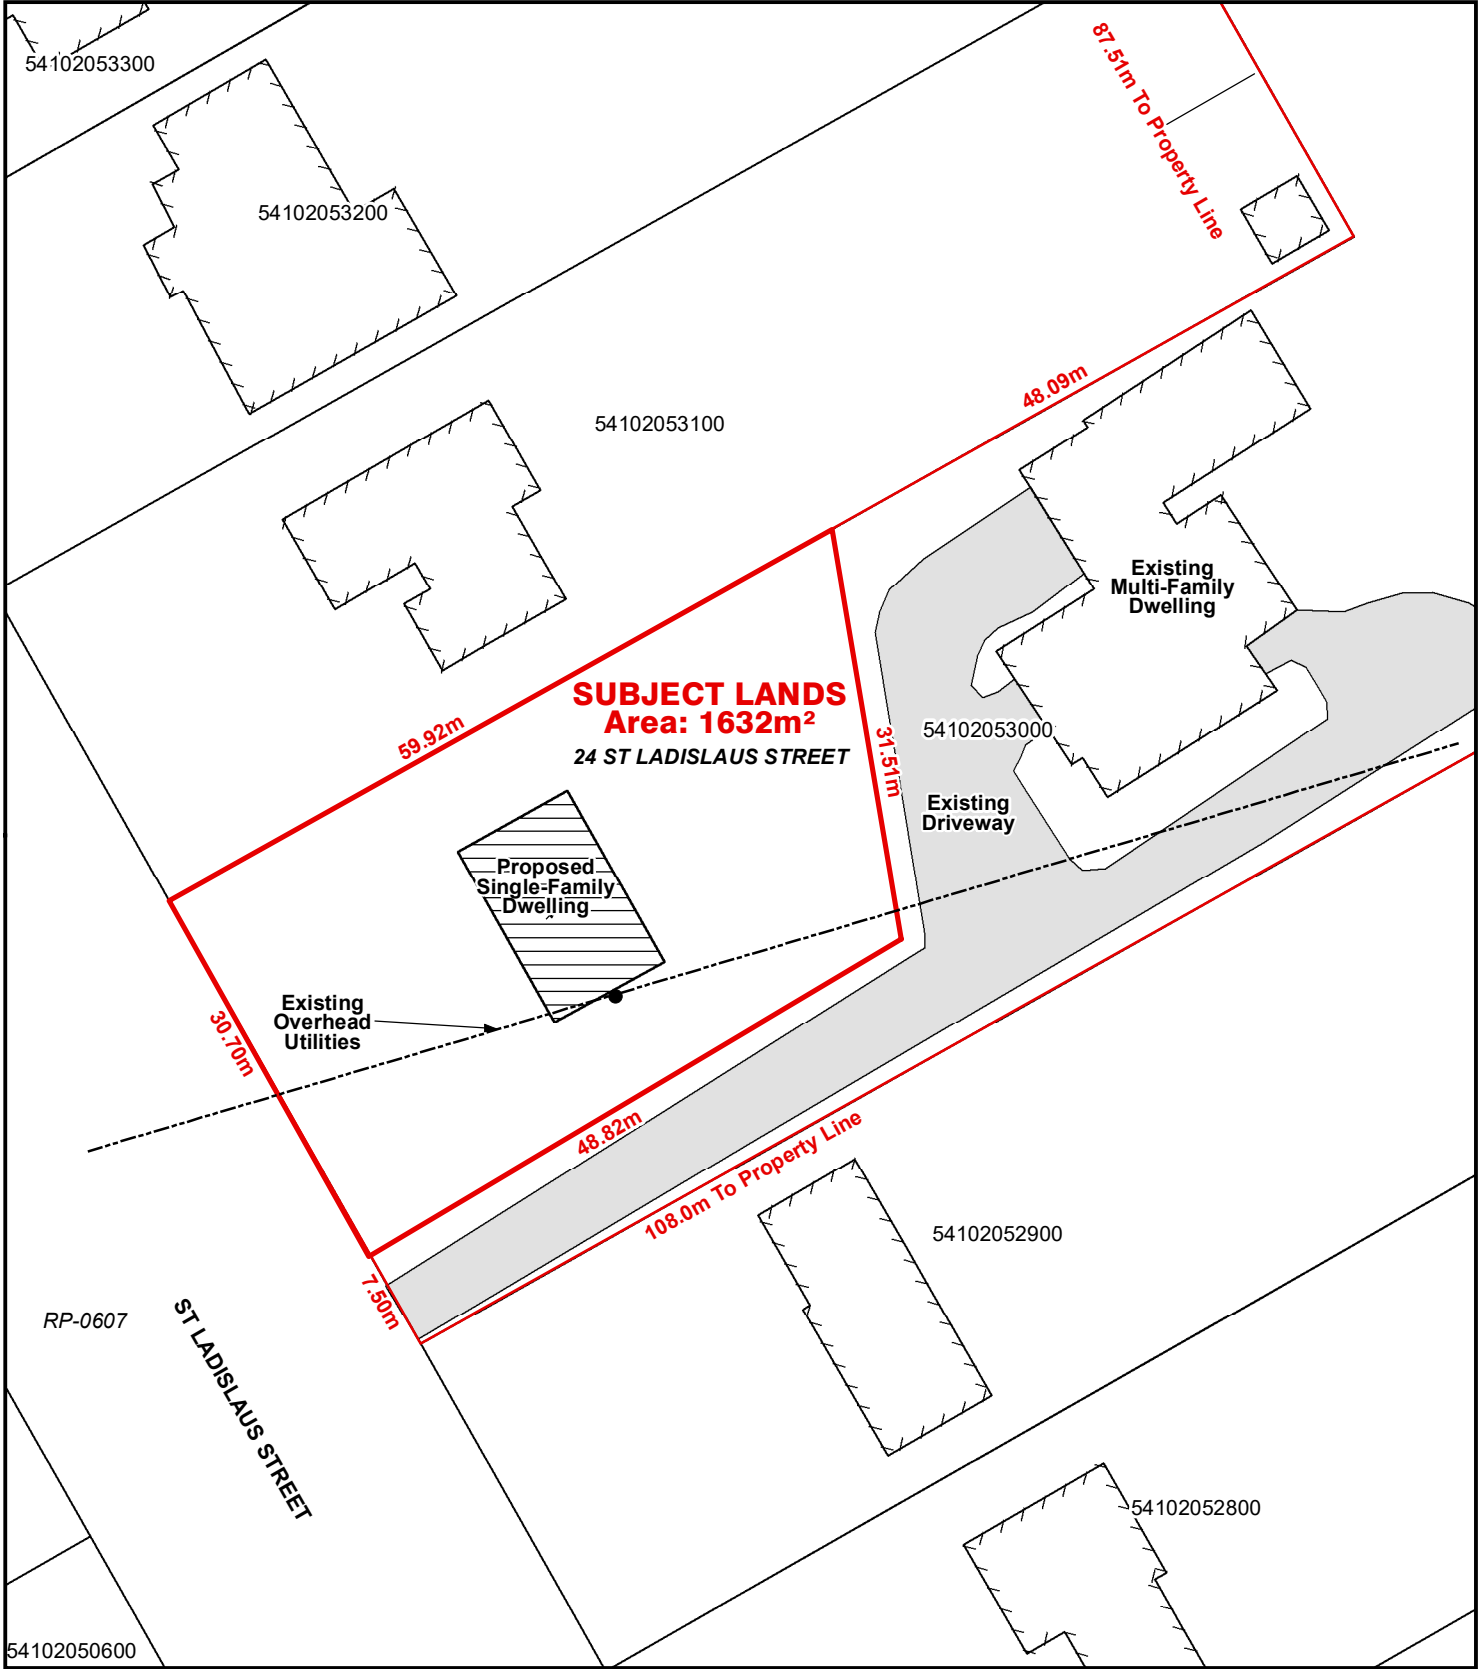 54102053300
87.51m To Property Line
54102053200
48.09m
54102053100
Existing
Multi-Family
Dwelling
SUBJECT LANDS
Area: 1632m²
24 ST LADISLAUS STREET
59.92m
31.51m
54102053000
Existing
Driveway
Proposed
Single-Family
Dwelling
Existing
Overhead
Utilities
30.70m
48.82m
108.0m To Property Line
54102052900
7.50m
RP-0607
ST LADISLAUS STREET
54102052800
54102050600